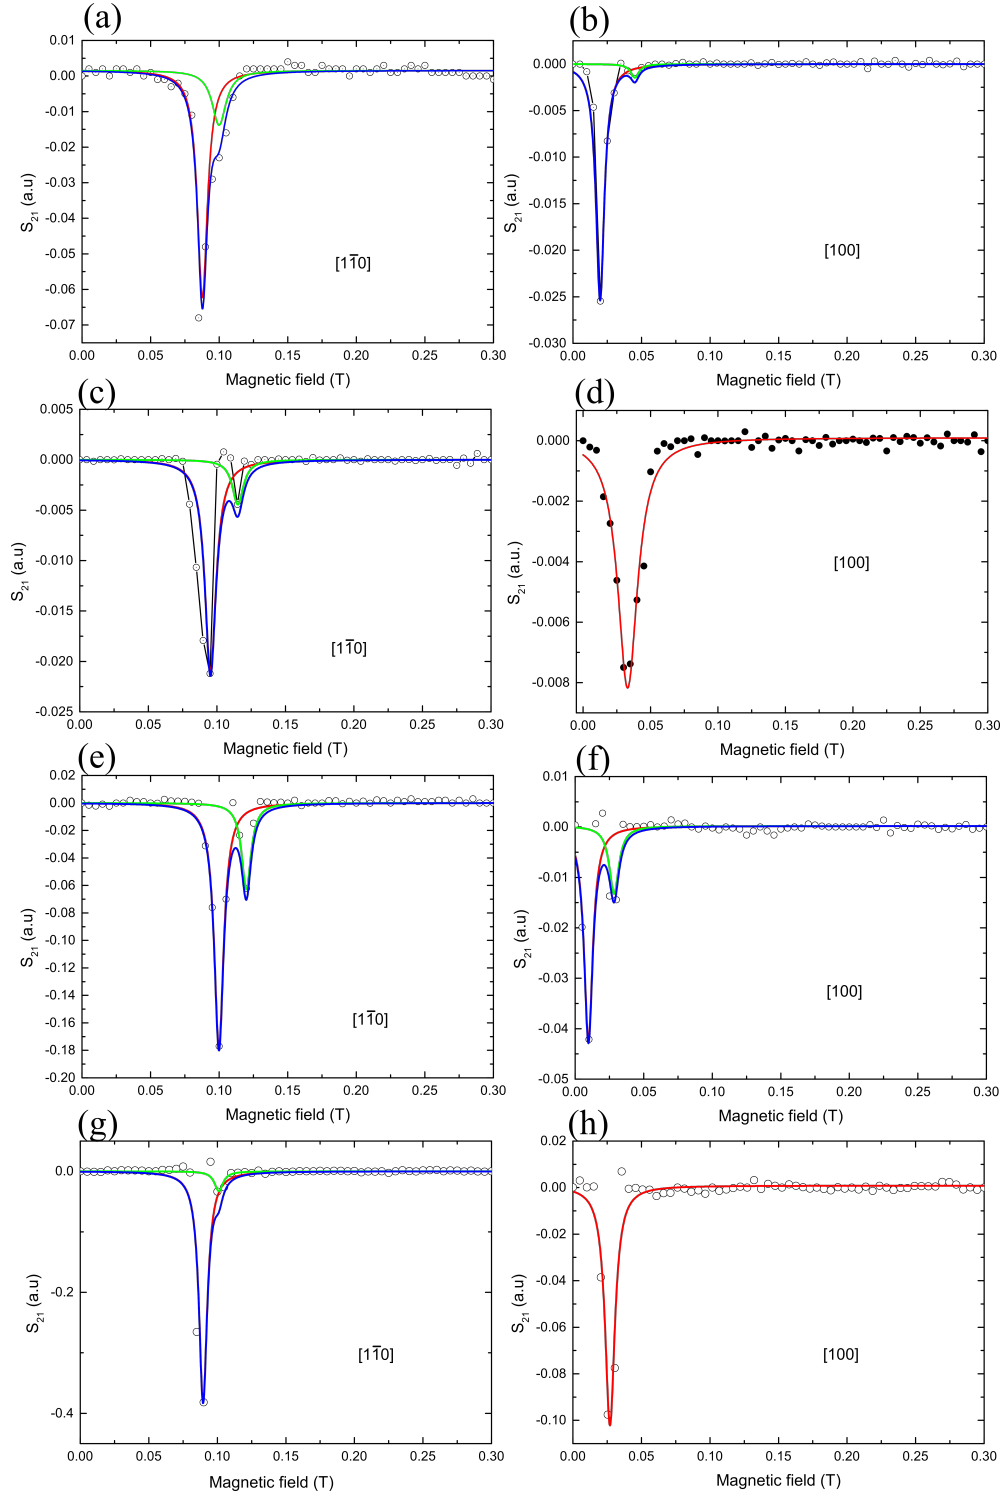 (a)
0.01
0.00
-0.01
-0.02
-0.03
-0.04
-0.05
-0.06
-0.07
S21 (a.u)
[11̅0]
0.00 0.05 0.10 0.15 0.20 0.25 0.30
Magnetic field (T)
(b)
0.000
-0.005
-0.010
-0.015
-0.020
-0.025
-0.030
S21 (a.u)
[100]
0.00 0.05 0.10 0.15 0.20 0.25 0.30
Magnetic field (T)
(c)
0.005
0.000
-0.005
-0.010
-0.015
-0.020
-0.025
S21 (a.u)
[11̅0]
0.00 0.05 0.10 0.15 0.20 0.25 0.30
Magnetic field (T)
(d)
0.000
-0.002
-0.004
-0.006
-0.008
S21 (a.u.)
[100]
0.00 0.05 0.10 0.15 0.20 0.25 0.30
Magnetic field (T)
(e)
0.02
0.00
-0.02
-0.04
-0.06
-0.08
-0.10
-0.12
-0.14
-0.16
-0.18
-0.20
S21 (a.u)
[11̅0]
0.00 0.05 0.10 0.15 0.20 0.25 0.30
Magnetic field (T)
(f)
0.01
0.00
-0.01
-0.02
-0.03
-0.04
-0.05
S21 (a.u)
[100]
0.00 0.05 0.10 0.15 0.20 0.25 0.30
Magnetic field (T)
(g)
0.0
-0.2
-0.4
S21 (a.u)
[11̅0]
0.00 0.05 0.10 0.15 0.20 0.25 0.30
Magnetic field (T)
(h)
0.02
0.00
-0.02
-0.04
-0.06
-0.08
-0.10
S21 (a.u)
[100]
0.00 0.05 0.10 0.15 0.20 0.25 0.30
Magnetic field (T)